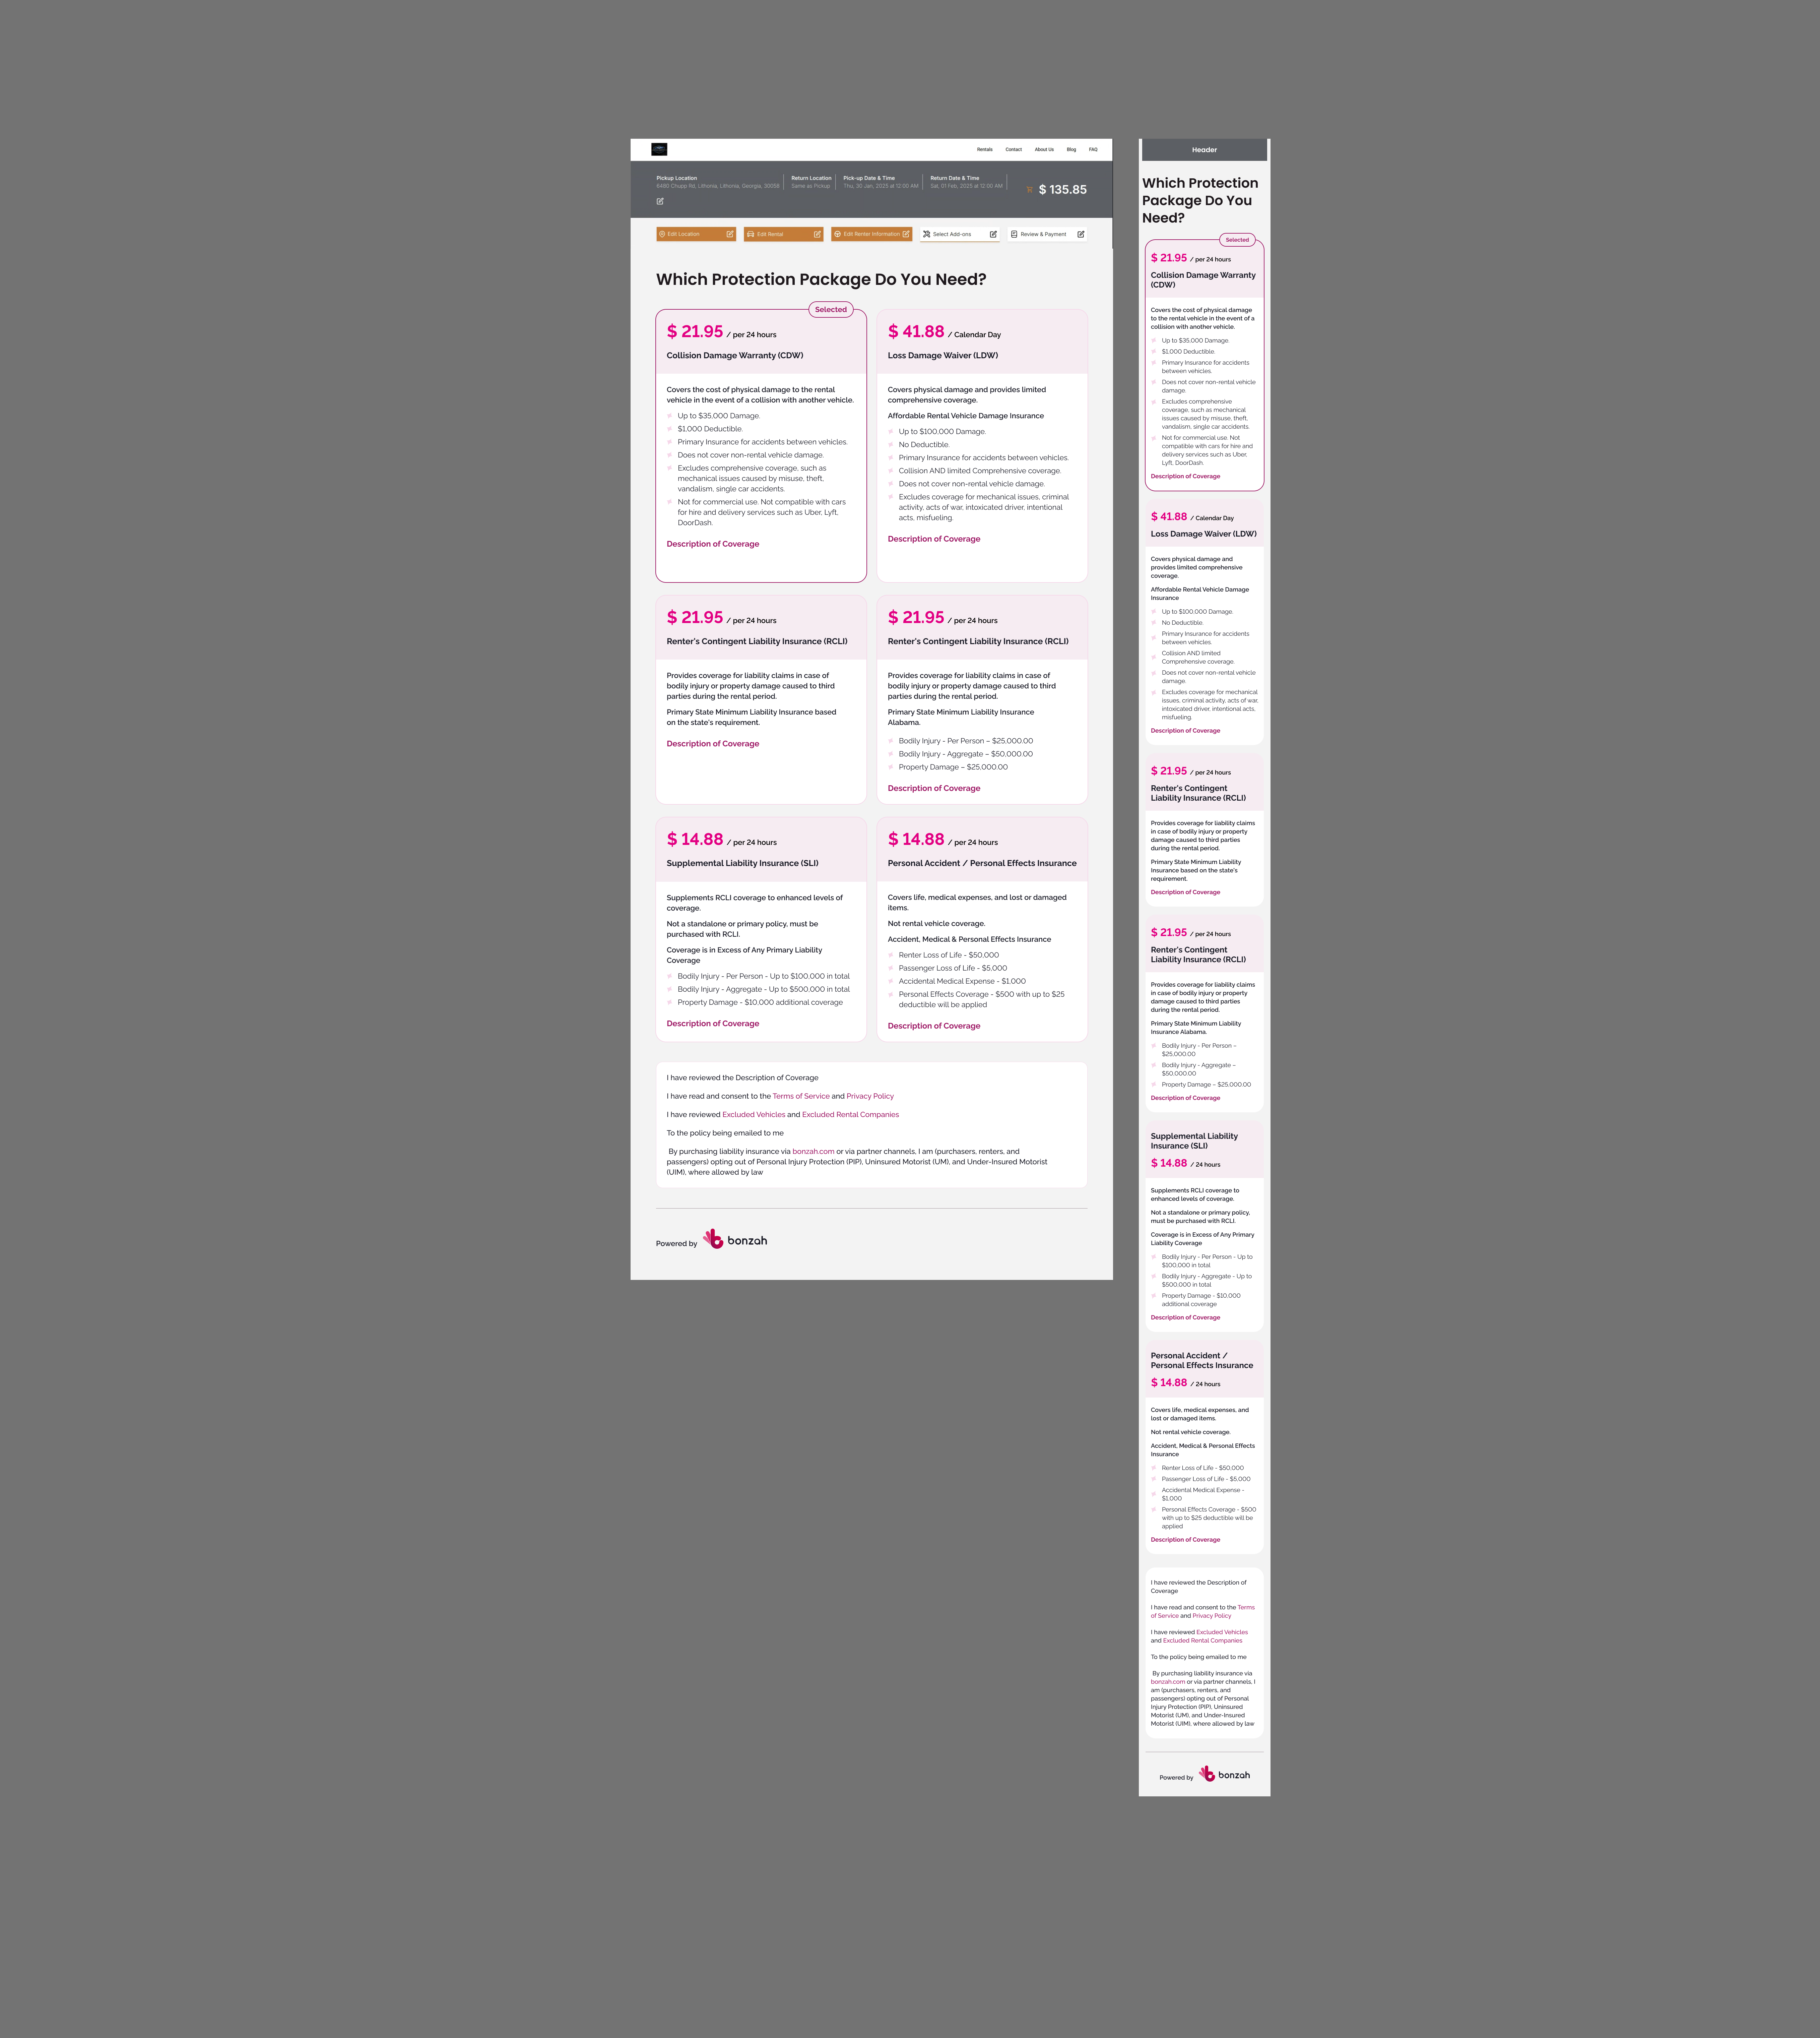 Rentals Contact About Us Blog FAQ
Pickup Location
6480 Chupp Rd, Lithonia, Lithonia, Georgia, 30058
Return Location
Same as Pickup
Pick-up Date & Time
Thu, 30 Jan, 2025 at 12:00 AM
Return Date & Time
Sat, 01 Feb, 2025 at 12:00 AM
$ 135.85
Edit Location
Edit Rental
Edit Renter Information
Select Add-ons
Review & Payment
Which Protection Package Do You Need?
Selected
$ 21.95 / per 24 hours
Collision Damage Warranty (CDW)
Covers the cost of physical damage to the rental
vehicle in the event of a collision with another vehicle.
Up to $35,000 Damage.
$1,000 Deductible.
Primary Insurance for accidents between vehicles.
Does not cover non-rental vehicle damage.
Excludes comprehensive coverage, such as
mechanical issues caused by misuse, theft,
vandalism, single car accidents.
Not for commercial use. Not compatible with cars
for hire and delivery services such as Uber, Lyft,
DoorDash.
Description of Coverage
$ 41.88 / Calendar Day
Loss Damage Waiver (LDW)
Covers physical damage and provides limited
comprehensive coverage.
Affordable Rental Vehicle Damage Insurance
Up to $100,000 Damage.
No Deductible.
Primary Insurance for accidents between vehicles.
Collision AND limited Comprehensive coverage.
Does not cover non-rental vehicle damage.
Excludes coverage for mechanical issues, criminal
activity, acts of war, intoxicated driver, intentional
acts, misfueling.
Description of Coverage
$ 21.95 / per 24 hours
Renter's Contingent Liability Insurance (RCLI)
Provides coverage for liability claims in case of
bodily injury or property damage caused to third
parties during the rental period.
Primary State Minimum Liability Insurance based
on the state's requirement.
Description of Coverage
$ 21.95 / per 24 hours
Renter's Contingent Liability Insurance (RCLI)
Provides coverage for liability claims in case of
bodily injury or property damage caused to third
parties during the rental period.
Primary State Minimum Liability Insurance
Alabama.
Bodily Injury - Per Person – $25,000.00
Bodily Injury - Aggregate – $50,000.00
Property Damage – $25,000.00
Description of Coverage
$ 14.88 / per 24 hours
Supplemental Liability Insurance (SLI)
Supplements RCLI coverage to enhanced levels of
coverage.
Not a standalone or primary policy, must be
purchased with RCLI.
Coverage is in Excess of Any Primary Liability
Coverage
Bodily Injury - Per Person - Up to $100,000 in total
Bodily Injury - Aggregate - Up to $500,000 in total
Property Damage - $10,000 additional coverage
Description of Coverage
$ 14.88 / per 24 hours
Personal Accident / Personal Effects Insurance
Covers life, medical expenses, and lost or damaged
items.
Not rental vehicle coverage.
Accident, Medical & Personal Effects Insurance
Renter Loss of Life - $50,000
Passenger Loss of Life - $5,000
Accidental Medical Expense - $1,000
Personal Effects Coverage - $500 with up to $25
deductible will be applied
Description of Coverage
I have reviewed the Description of Coverage
I have read and consent to the Terms of Service and Privacy Policy
I have reviewed Excluded Vehicles and Excluded Rental Companies
To the policy being emailed to me
By purchasing liability insurance via bonzah.com or via partner channels, I am (purchasers, renters, and
passengers) opting out of Personal Injury Protection (PIP), Uninsured Motorist (UM), and Under-Insured Motorist
(UIM), where allowed by law
Powered by bonzah
Header
Which Protection
Package Do You
Need?
Selected
$ 21.95 / per 24 hours
Collision Damage Warranty
(CDW)
Covers the cost of physical damage
to the rental vehicle in the event of a
collision with another vehicle.
Up to $35,000 Damage.
$1,000 Deductible.
Primary Insurance for accidents
between vehicles.
Does not cover non-rental vehicle
damage.
Excludes comprehensive
coverage, such as mechanical
issues caused by misuse, theft,
vandalism, single car accidents.
Not for commercial use. Not
compatible with cars for hire and
delivery services such as Uber,
Lyft, DoorDash.
Description of Coverage
$ 41.88 / Calendar Day
Loss Damage Waiver (LDW)
Covers physical damage and
provides limited comprehensive
coverage.
Affordable Rental Vehicle Damage
Insurance
Up to $100,000 Damage.
No Deductible.
Primary Insurance for accidents
between vehicles.
Collision AND limited
Comprehensive coverage.
Does not cover non-rental vehicle
damage.
Excludes coverage for mechanical
issues, criminal activity, acts of war,
intoxicated driver, intentional acts,
misfueling.
Description of Coverage
$ 21.95 / per 24 hours
Renter's Contingent
Liability Insurance (RCLI)
Provides coverage for liability claims
in case of bodily injury or property
damage caused to third parties
during the rental period.
Primary State Minimum Liability
Insurance based on the state's
requirement.
Description of Coverage
$ 21.95 / per 24 hours
Renter's Contingent
Liability Insurance (RCLI)
Provides coverage for liability claims
in case of bodily injury or property
damage caused to third parties
during the rental period.
Primary State Minimum Liability
Insurance Alabama.
Bodily Injury - Per Person –
$25,000.00
Bodily Injury - Aggregate –
$50,000.00
Property Damage – $25,000.00
Description of Coverage
Supplemental Liability
Insurance (SLI)
$ 14.88 / 24 hours
Supplements RCLI coverage to
enhanced levels of coverage.
Not a standalone or primary policy,
must be purchased with RCLI.
Coverage is in Excess of Any Primary
Liability Coverage
Bodily Injury - Per Person - Up to
$100,000 in total
Bodily Injury - Aggregate - Up to
$500,000 in total
Property Damage - $10,000
additional coverage
Description of Coverage
Personal Accident /
Personal Effects Insurance
$ 14.88 / 24 hours
Covers life, medical expenses, and
lost or damaged items.
Not rental vehicle coverage.
Accident, Medical & Personal Effects
Insurance
Renter Loss of Life - $50,000
Passenger Loss of Life - $5,000
Accidental Medical Expense -
$1,000
Personal Effects Coverage - $500
with up to $25 deductible will be
applied
Description of Coverage
I have reviewed the Description of
Coverage
I have read and consent to the Terms
of Service and Privacy Policy
I have reviewed Excluded Vehicles
and Excluded Rental Companies
To the policy being emailed to me
By purchasing liability insurance via
bonzah.com or via partner channels, I
am (purchasers, renters, and
passengers) opting out of Personal
Injury Protection (PIP), Uninsured
Motorist (UM), and Under-Insured
Motorist (UIM), where allowed by law
Powered by bonzah